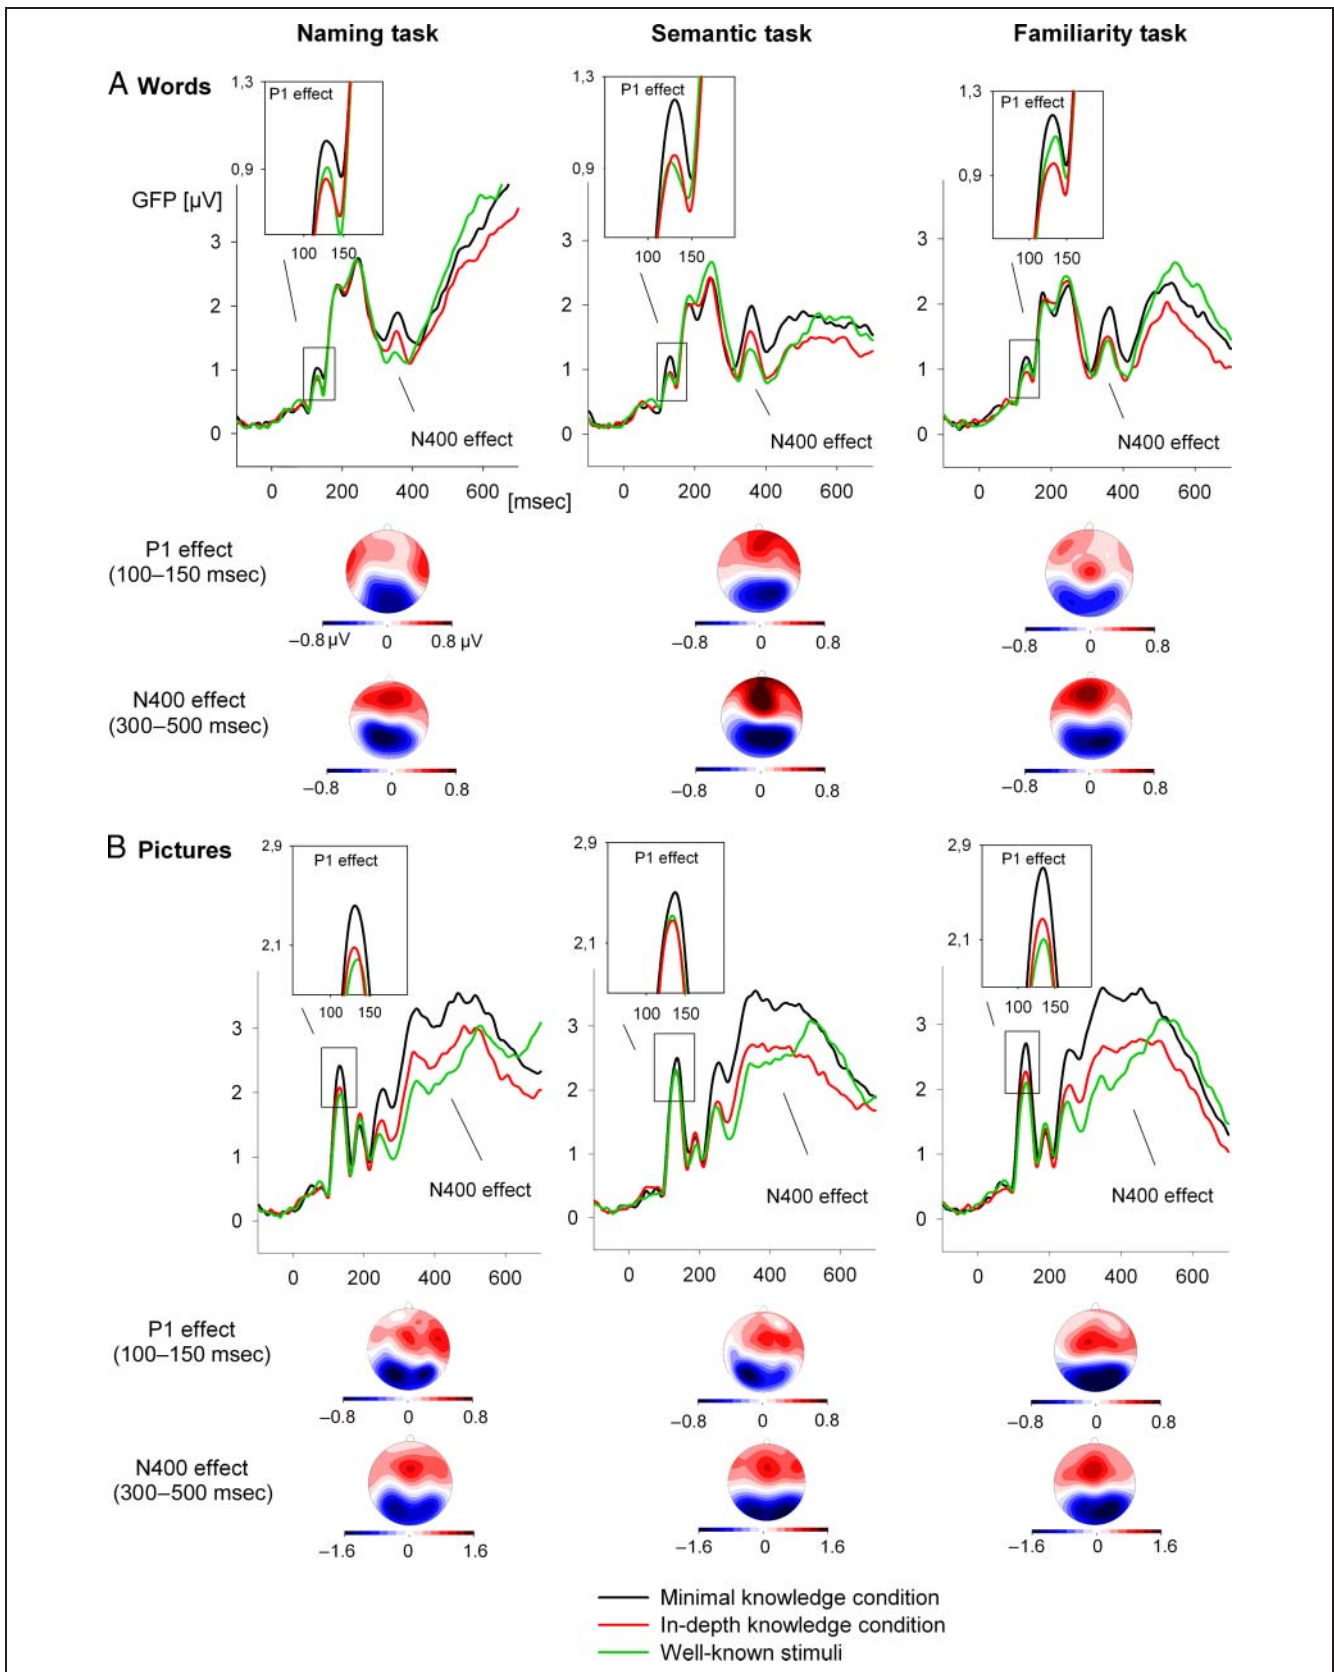 Naming task
Semantic task
Familiarity task
A Words
1,3
P1 effect
0,9
100 150
1,3
P1 effect
0,9
100 150
1,3
P1 effect
0,9
100 150
GFP [µV]
3
2
1
0
N400 effect
0 200 400 600 [msec]
3
2
1
0
N400 effect
0 200 400 600
3
2
1
0
N400 effect
0 200 400 600
P1 effect
(100–150 msec)
–0.8 µV 0 0.8 µV
–0.8 0 0.8
–0.8 0 0.8
N400 effect
(300–500 msec)
–0.8 0 0.8
–0.8 0 0.8
–0.8 0 0.8
B Pictures
2,9
P1 effect
2,1
100 150
2,9
P1 effect
2,1
100 150
2,9
P1 effect
2,1
100 150
3
2
1
0
N400 effect
0 200 400 600
3
2
1
0
N400 effect
0 200 400 600
3
2
1
0
N400 effect
0 200 400 600
P1 effect
(100–150 msec)
–0.8 0 0.8
–0.8 0 0.8
–0.8 0 0.8
N400 effect
(300–500 msec)
–1.6 0 1.6
–1.6 0 1.6
–1.6 0 1.6
Minimal knowledge condition
In-depth knowledge condition
Well-known stimuli